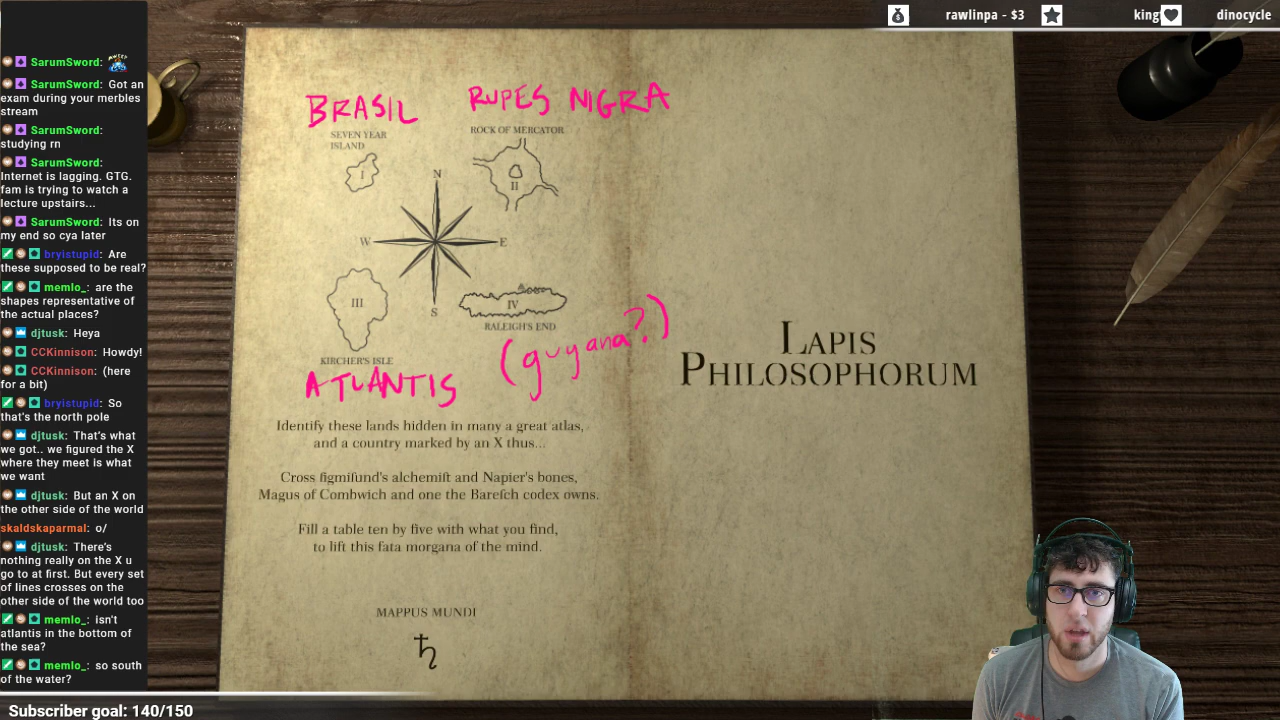 rawlinpa - $3
king
dinocycle
SarumSword:
SarumSword: Got an
exam during your merbles
stream
SarumSword:
studying rn
SarumSword:
Internet is lagging. GTG.
fam is trying to watch a
lecture upstairs...
SarumSword: Its on
my end so cya later
bryistupid: Are
these supposed to be real?
memlo_: are the
shapes representative of
the actual places?
djtusk: Heya
CCKinnison: Howdy!
CCKinnison: (here
for a bit)
bryistupid: So
that's the north pole
djtusk: That's what
we got.. we figured the X
where they meet is what
we want
djtusk: But an X on
the other side of the world
skaldskaparmal: o/
djtusk: There's
nothing really on the X u
go to at first. But every set
of lines crosses on the
other side of the world too
memlo_: isn't
atlantis in the bottom of
the sea?
memlo_: so south
of the water?
Subscriber goal: 140/150
BRASIL
RUPES NIGRA
SEVEN YEAR
ISLAND
ROCK OF MERCATOR
I
II
N
W
E
S
III
IV
RALEIGH'S END
KIRCHER'S ISLE
(guyana?)
ATLANTIS
Identify these lands hidden in many a great atlas,
and a country marked by an X thus...
Cross figmiſund's alchemiſt and Napier's bones,
Magus of Combwich and one the Bareſch codex owns.
Fill a table ten by five with what you find,
to lift this fata morgana of the mind.
MAPPUS MUNDI
♄
LAPIS
PHILOSOPHORUM